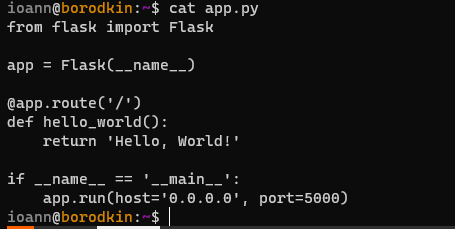 ioann@borodkin:~$ cat app.py
from flask import Flask

app = Flask(__name__)

@app.route('/')
def hello_world():
    return 'Hello, World!'

if __name__ == '__main__':
    app.run(host='0.0.0.0', port=5000)
ioann@borodkin:~$